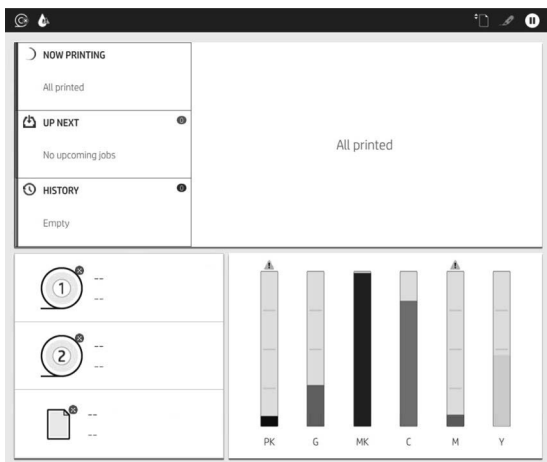 NOW PRINTING
All printed
UP NEXT
0
No upcoming jobs
HISTORY
0
Empty
All printed
1
--
--
2
--
--
--
--
PK G MK C M Y